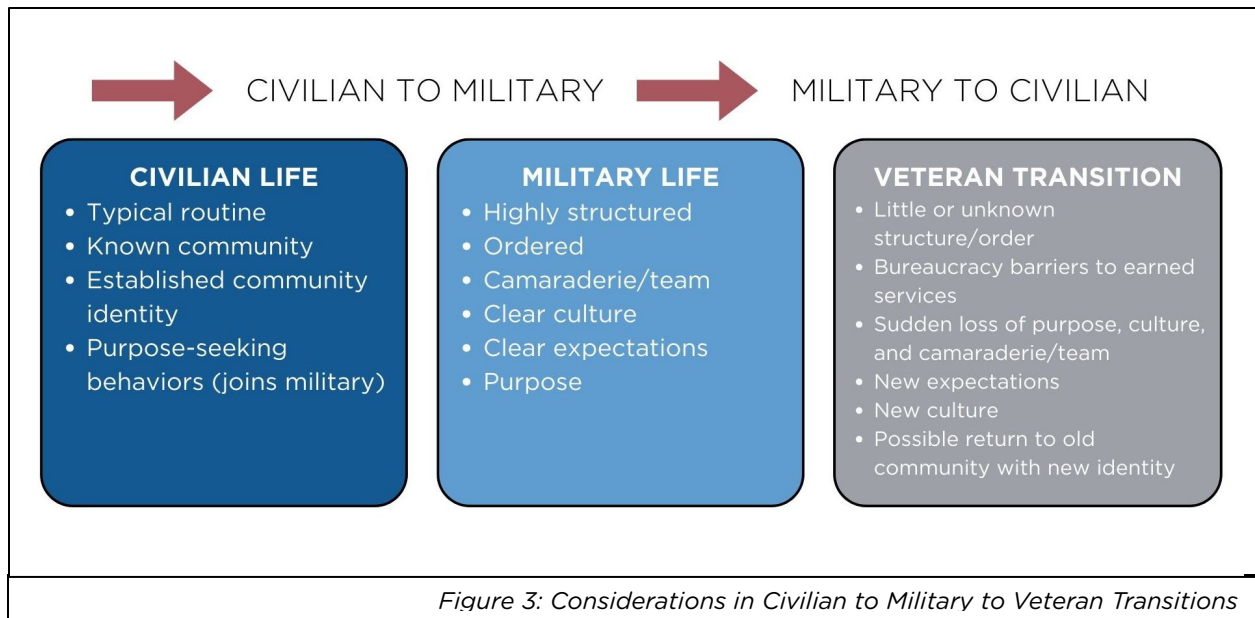 CIVILIAN TO MILITARY
MILITARY TO CIVILIAN
CIVILIAN LIFE
• Typical routine
• Known community
• Established community
identity
• Purpose-seeking
behaviors (joins military)
MILITARY LIFE
• Highly structured
• Ordered
• Camaraderie/team
• Clear culture
• Clear expectations
• Purpose
VETERAN TRANSITION
• Little or unknown
structure/order
• Bureaucracy barriers to earned
services
• Sudden loss of purpose, culture,
and camaraderie/team
• New expectations
• New culture
• Possible return to old
community with new identity
Figure 3: Considerations in Civilian to Military to Veteran Transitions